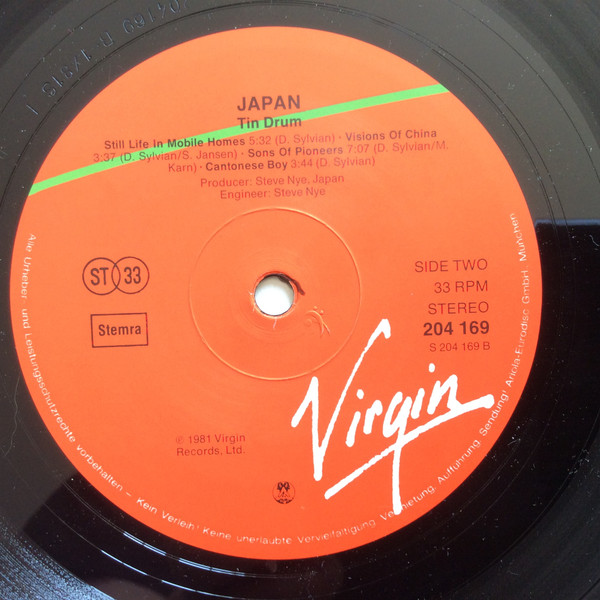 JAPAN
Tin Drum
Still Life In Mobile Homes 5:32 (D. Sylvian) · Visions Of China
3:37 (D. Sylvian/S. Jansen) · Sons Of Pioneers 7:07 (D. Sylvian/M.
Karn) · Cantonese Boy 3:44 (D. Sylvian)
Producer: Steve Nye, Japan
Engineer: Steve Nye
ST 33
Stemra
SIDE TWO
33 RPM
STEREO
204 169
S 204 169 B
Virgin
℗ 1981 Virgin
Records, Ltd.
Alle Urheber- und Leistungsschutzrechte vorbehalten – Kein Verleih! Keine unerlaubte Vervielfältigung, Vermietung, Aufführung, Sendung! Ariola-Eurodisc GmbH, München